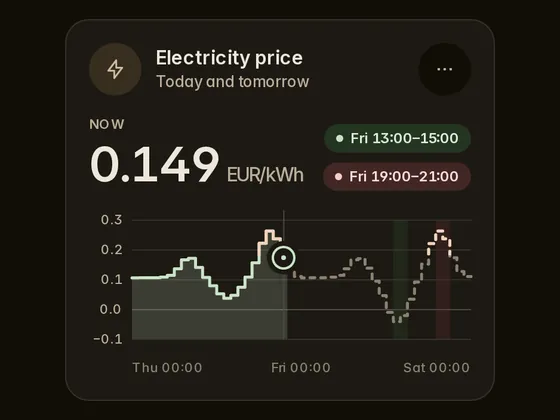 Electricity price
Today and tomorrow
...
NOW
0.149 EUR/kWh
Fri 13:00–15:00
Fri 19:00–21:00
0.3
0.2
0.1
0.0
−0.1
Thu 00:00 Fri 00:00 Sat 00:00